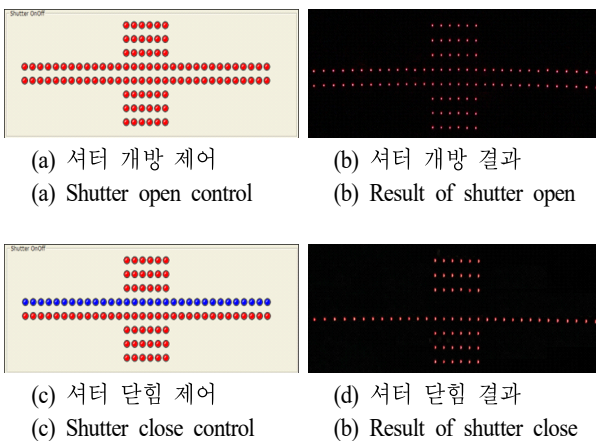 Shutter OnOff
(a) 셔터 개방 제어
(a) Shutter open control
(b) 셔터 개방 결과
(b) Result of shutter open
Shutter OnOff
(c) 셔터 닫힘 제어
(c) Shutter close control
(d) 셔터 닫힘 결과
(b) Result of shutter close